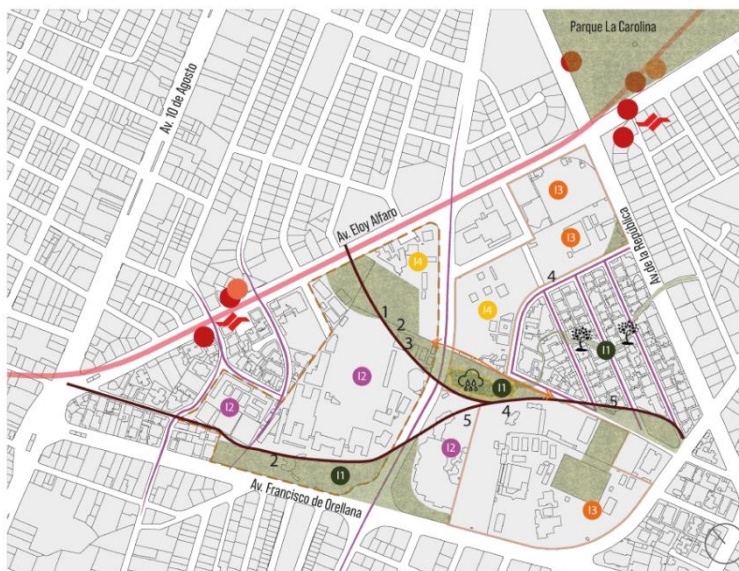 Parque La Carolina
Av. 10 de Agosto
I3
Av. Eloy Alfaro
I3
Av de la República
I4
4
I4
1
2
3
I1
I2
I1
I2
4
5
5
I2
2
I1
Av. Francisco de Orellana
I3